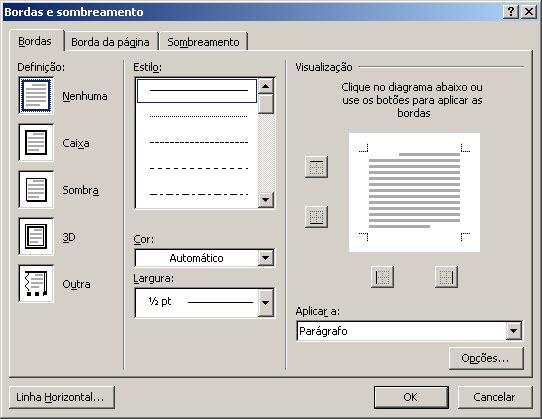 Bordas e sombreamento
Bordas
Borda da página
Sombreamento
Definição:
Nenhuma
Caixa
Sombra
3D
Outra
Estilo:
Cor:
Automático
Largura:
½ pt
Visualização
Clique no diagrama abaixo ou
use os botões para aplicar as
bordas
Aplicar a:
Parágrafo
Opções...
Linha Horizontal...
OK
Cancelar